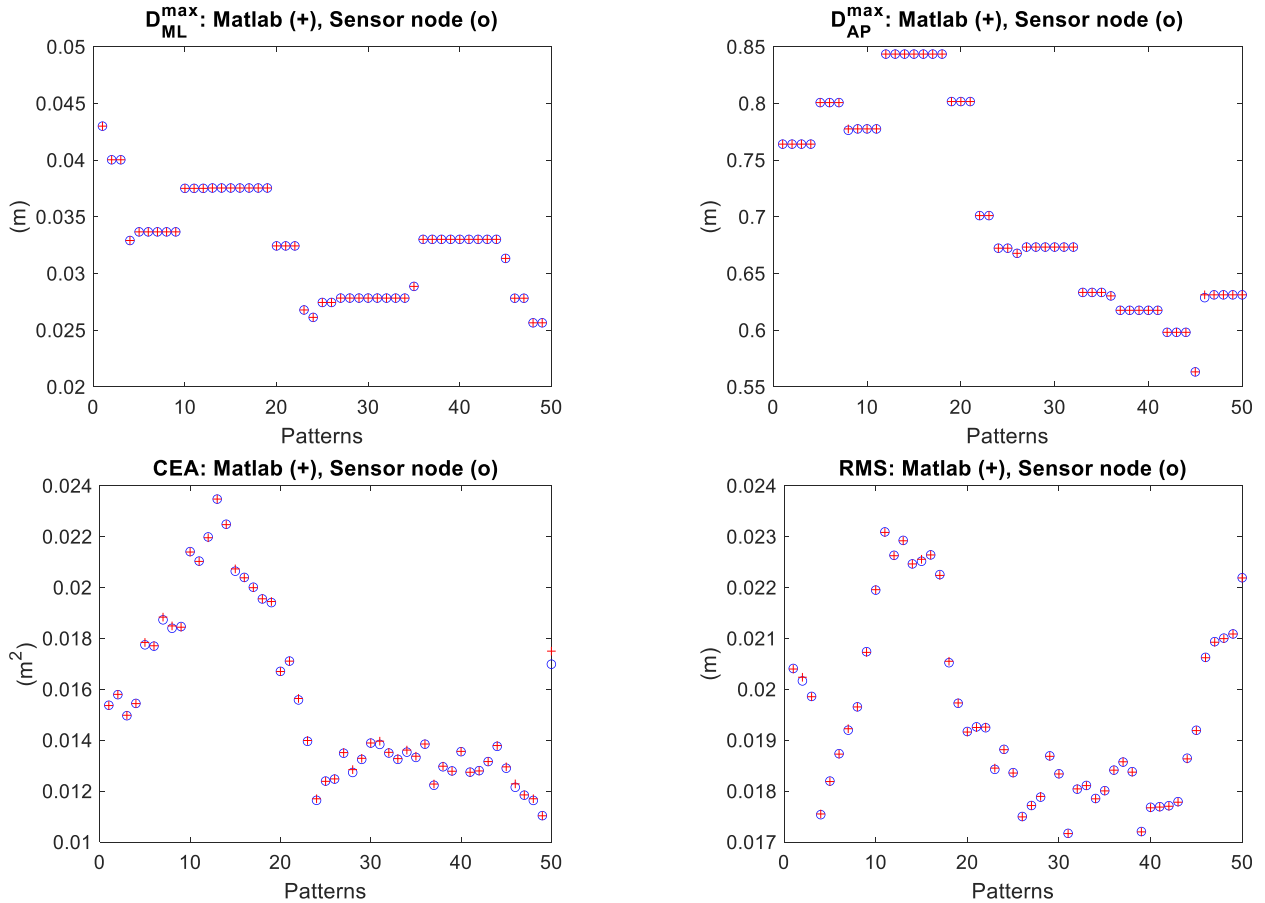 D_ML^max: Matlab (+), Sensor node (o)
0.05
0.045
0.04
0.035
0.03
0.025
0.02
(m)
0 10 20 30 40 50
Patterns
D_AP^max: Matlab (+), Sensor node (o)
0.85
0.8
0.75
0.7
0.65
0.6
0.55
(m)
0 10 20 30 40 50
Patterns
CEA: Matlab (+), Sensor node (o)
0.024
0.022
0.02
0.018
0.016
0.014
0.012
0.01
(m²)
0 10 20 30 40 50
Patterns
RMS: Matlab (+), Sensor node (o)
0.024
0.023
0.022
0.021
0.02
0.019
0.018
0.017
(m)
0 10 20 30 40 50
Patterns